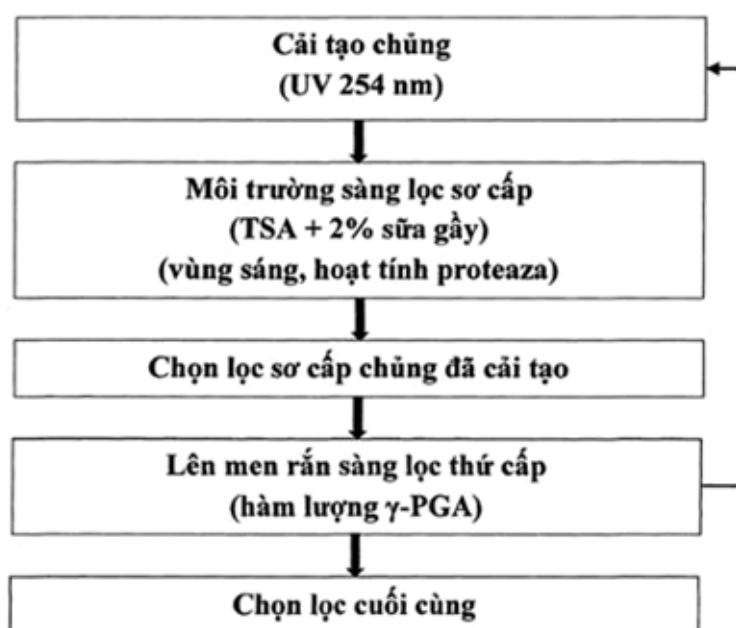 Cải tạo chủng
(UV 254 nm)
Môi trường sàng lọc sơ cấp
(TSA + 2% sữa gầy)
(vùng sáng, hoạt tính proteaza)
Chọn lọc sơ cấp chủng đã cải tạo
Lên men rắn sàng lọc thứ cấp
(hàm lượng γ-PGA)
Chọn lọc cuối cùng